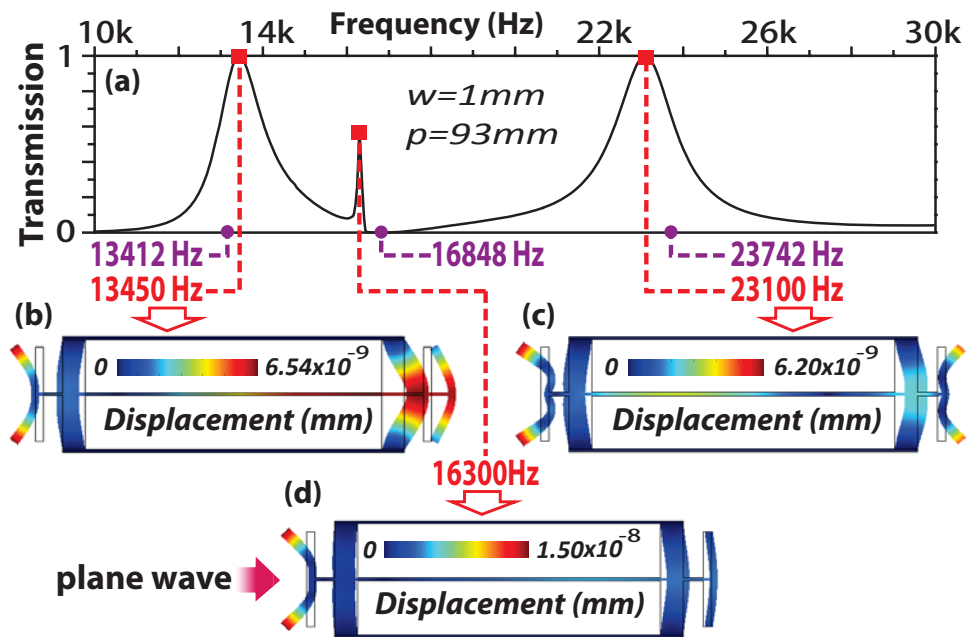 Frequency (Hz)
10k 14k 22k 26k 30k
Transmission
1
0
(a)
w=1mm
p=93mm
13412 Hz 16848 Hz 23742 Hz
13450 Hz 23100 Hz
(b) (c)
0 6.54x10⁻⁹ 0 6.20x10⁻⁹
Displacement (mm) Displacement (mm)
16300Hz
(d)
0 1.50x10⁻⁸
plane wave
Displacement (mm)